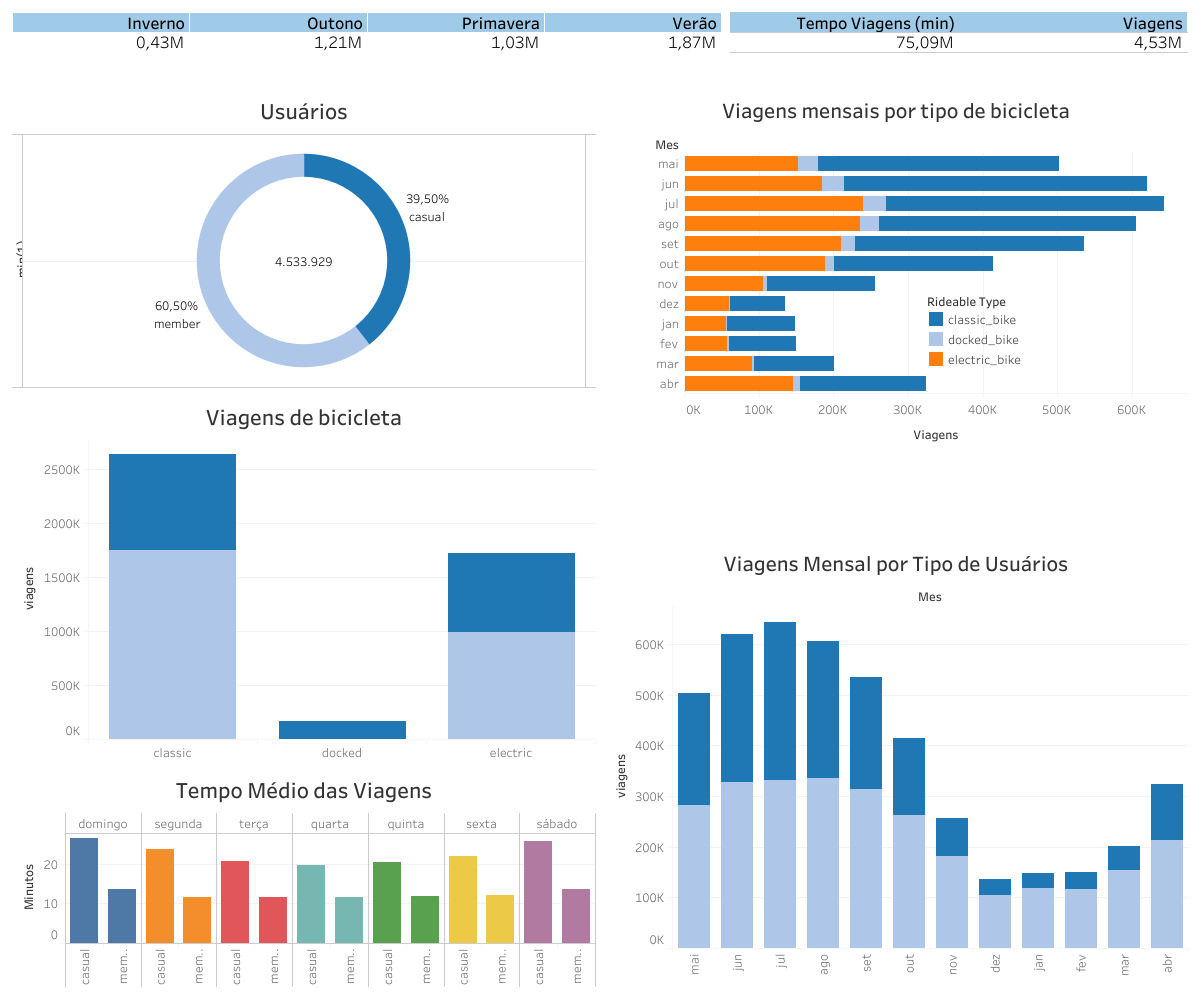 Inverno Outono Primavera Verão
0,43M 1,21M 1,03M 1,87M
Tempo Viagens (min) Viagens
75,09M 4,53M
Usuários
39,50%
casual
4.533.929
60,50%
member
Viagens mensais por tipo de bicicleta
Mes
mai
jun
jul
ago
set
out
nov
dez
jan
fev
mar
abr
Rideable Type
classic_bike
docked_bike
electric_bike
0K 100K 200K 300K 400K 500K 600K
Viagens
Viagens de bicicleta
viagens
2500K
2000K
1500K
1000K
500K
0K
classic docked electric
Viagens Mensal por Tipo de Usuários
Mes
viagens
600K
500K
400K
300K
200K
100K
0K
mai jun jul ago set out nov dez jan fev mar abr
Tempo Médio das Viagens
domingo segunda terça quarta quinta sexta sábado
Minutos
20
10
0
casual mem.. casual mem.. casual mem.. casual mem.. casual mem.. casual mem.. casual mem..